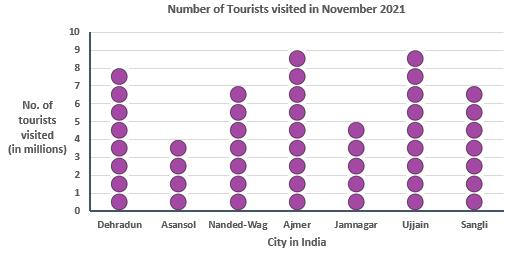 Number of Tourists visited in November 2021
10
9
8
7
6
5
4
3
2
1
0
No. of
tourists
visited
(in millions)
Dehradun Asansol Nanded-Wag Ajmer Jamnagar Ujjain Sangli
City in India